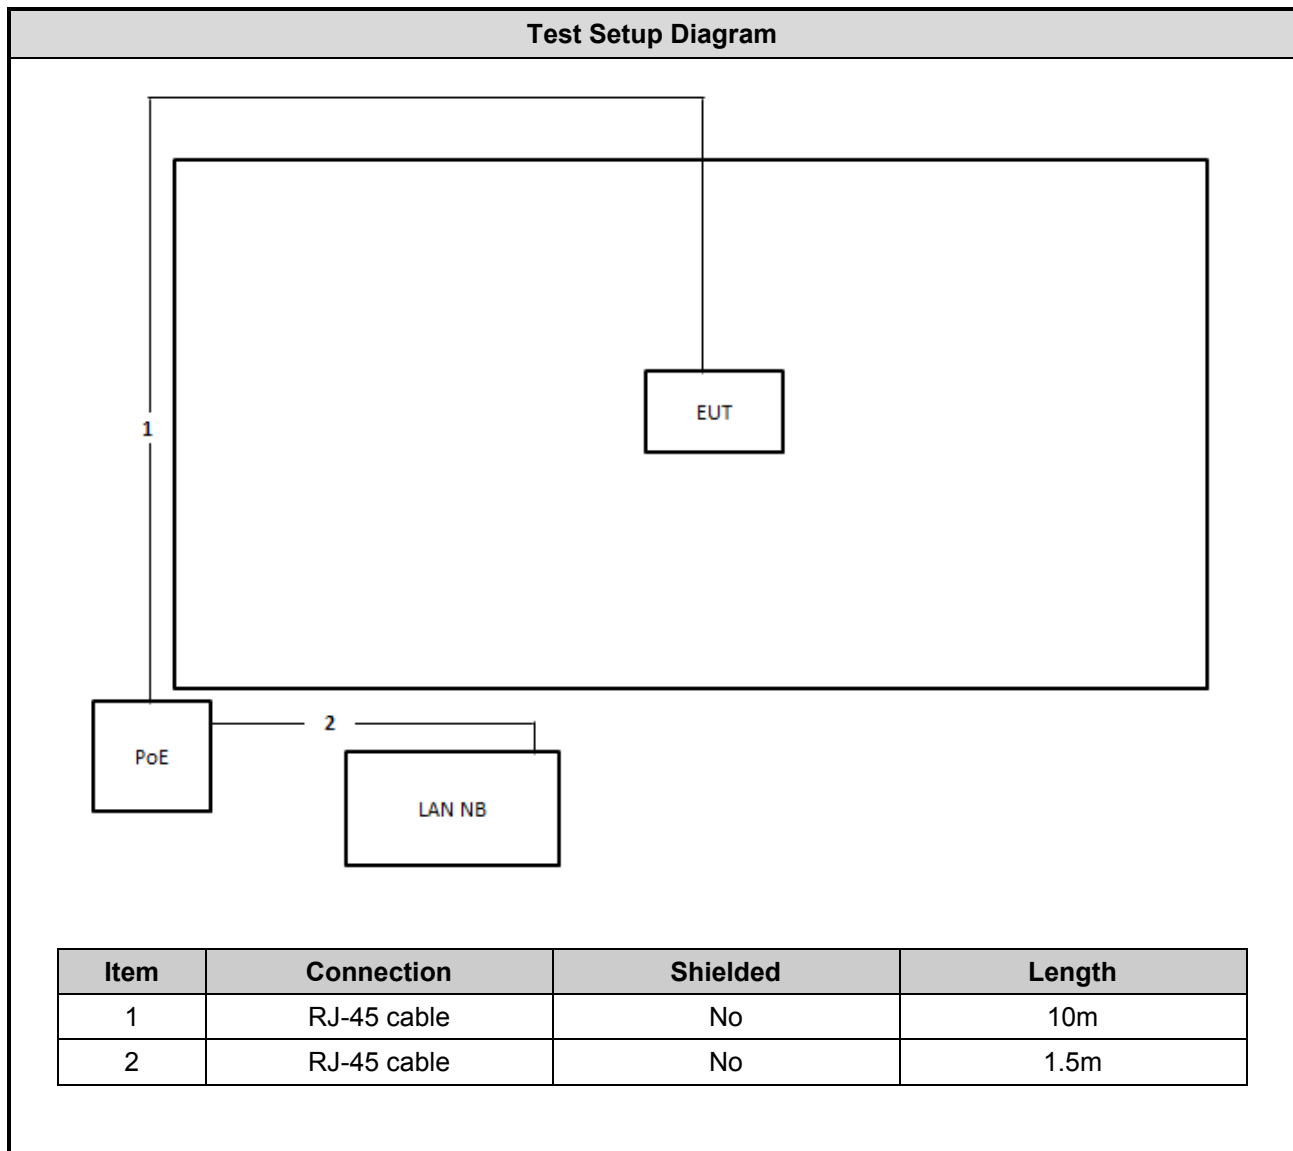 Test Setup Diagram
EUT
1
2
PoE
LAN NB
Item Connection Shielded Length
1 RJ-45 cable No 10m
2 RJ-45 cable No 1.5m